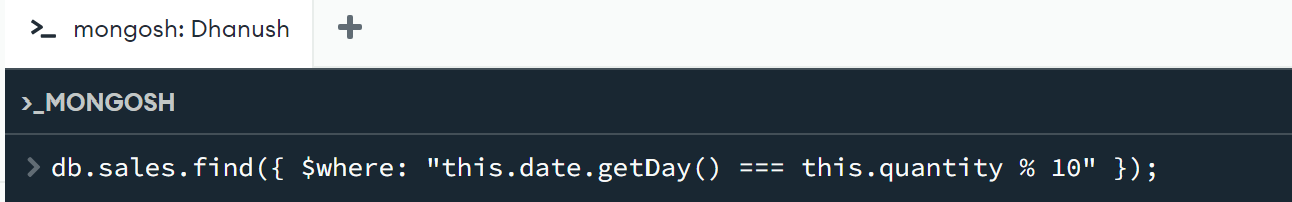 >_ mongosh: Dhanush +
>_MONGOSH
> db.sales.find({ $where: "this.date.getDay() === this.quantity % 10" });